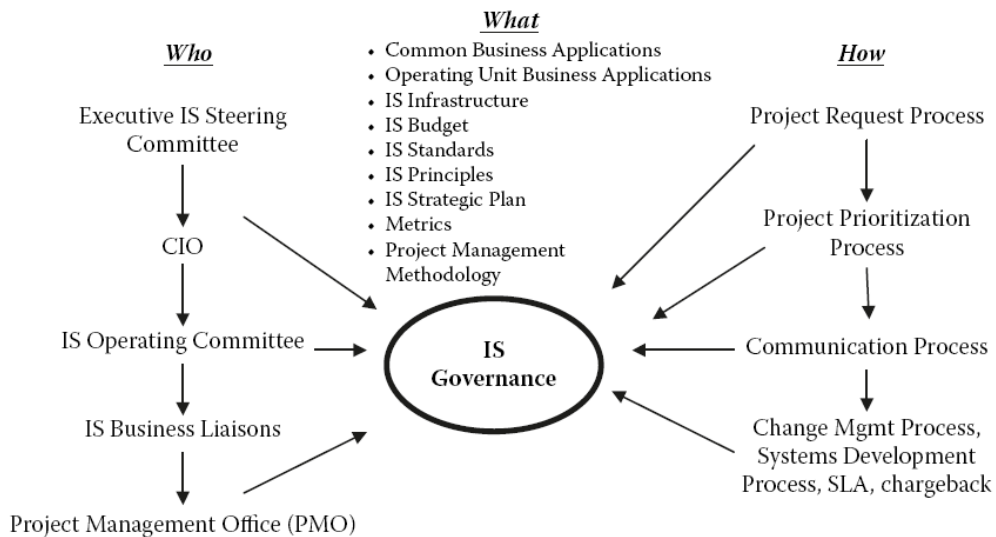 What
• Common Business Applications
• Operating Unit Business Applications
• IS Infrastructure
• IS Budget
• IS Standards
• IS Principles
• IS Strategic Plan
• Metrics
• Project Management
Methodology
Who
Executive IS Steering
Committee
CIO
IS Operating Committee
IS Business Liaisons
Project Management Office (PMO)
IS
Governance
How
Project Request Process
Project Prioritization
Process
Communication Process
Change Mgmt Process,
Systems Development
Process, SLA, chargeback